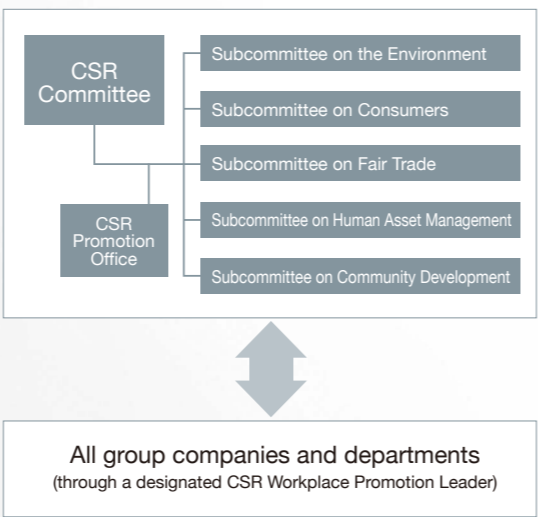 CSR
Committee
Subcommittee on the Environment
Subcommittee on Consumers
Subcommittee on Fair Trade
Subcommittee on Human Asset Management
Subcommittee on Community Development
CSR
Promotion
Office
All group companies and departments
(through a designated CSR Workplace Promotion Leader)